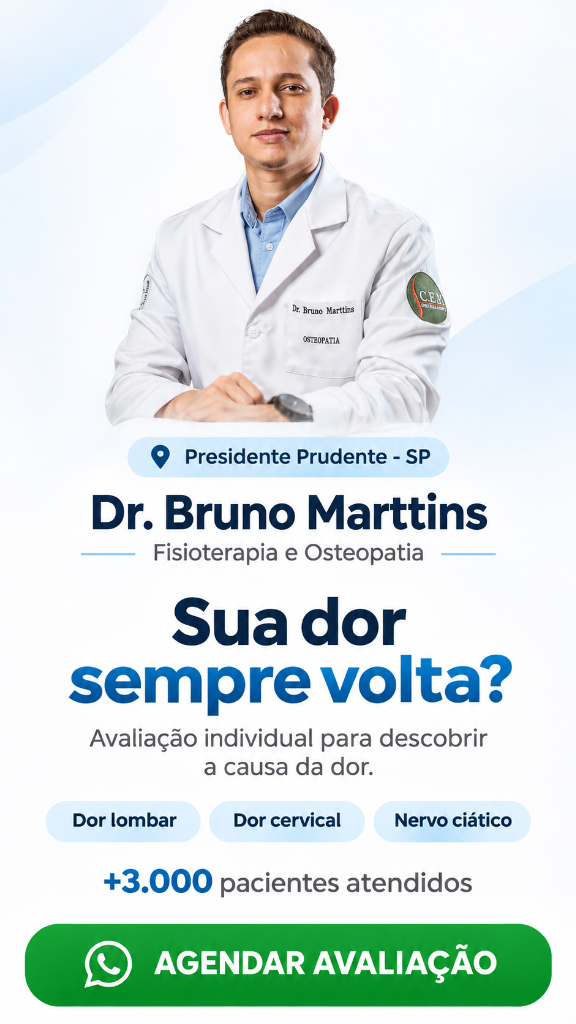 Dr. Bruno Marttins
OSTEOPATIA
C.E.M
Presidente Prudente - SP
Dr. Bruno Marttins
Fisioterapia e Osteopatia
Sua dor
sempre volta?
Avaliação individual para descobrir
a causa da dor.
Dor lombar
Dor cervical
Nervo ciático
+3.000 pacientes atendidos
AGENDAR AVALIAÇÃO